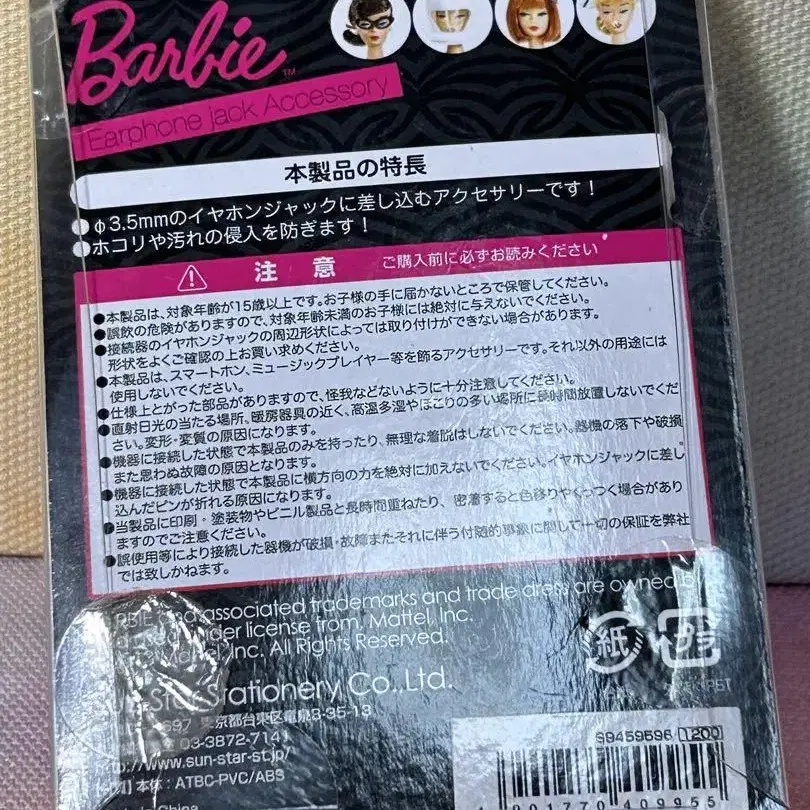 Barbie™
Earphone jack Accessory
本製品の特長
●φ3.5mmのイヤホンジャックに差し込むアクセサリーです！
●ホコリや汚れの侵入を防ぎます！
注意 ご購入前に必ずお読みください
●本製品は、対象年齢が15歳以上です。お子様の手に届かないところで保管してください。
●誤飲の危険がありますので、対象年齢未満のお子様には絶対に与えないでください。
●接続器のイヤホンジャックの周辺形状によっては取り付けができない場合があります。
形状をよくご確認の上お買い求めください。
●本製品は、スマートホン、ミュージックプレイヤー等を飾るアクセサリーです。それ以外の用途には
使用しないでください。
●仕様上とがった部品がありますので、怪我などないように十分注意してください。
●直射日光の当たる場所、暖房器具の近く、高温多湿やほこりの多い場所に長時間放置しないでくだ
さい。変形・変質の原因になります。
●機器に接続した状態で本製品のみを持ったり、無理な着脱はしないでください。器機の落下や破損
また思わぬ故障の原因となります。
●機器に接続した状態で本製品に横方向の力を絶対に加えないでください。イヤホンジャックに差し
込んだピンが折れる原因になります。
●当製品に印刷・塗装物やビニル製品と長時間重ねたり、密着すると色移りやくっつく場合があり
ますのでご注意ください。
●誤使用等により接続した器機が破損・故障またそれに伴う付随的事象に関して一切の保証を弊社
では致しかねます。
and associated trademarks and trade dress are owned by
under license from, Mattel, Inc.
Mattel, Inc. All Rights Reserved.
Star Stationery Co.,Ltd.
東京都台東区竜泉3-35-13
03-3872-714
http://www.sun-star-st.jp/
本体：ATBC-PVC/ABS
China
紙
プラ
PET
S9459596 1200
4 901770 409955